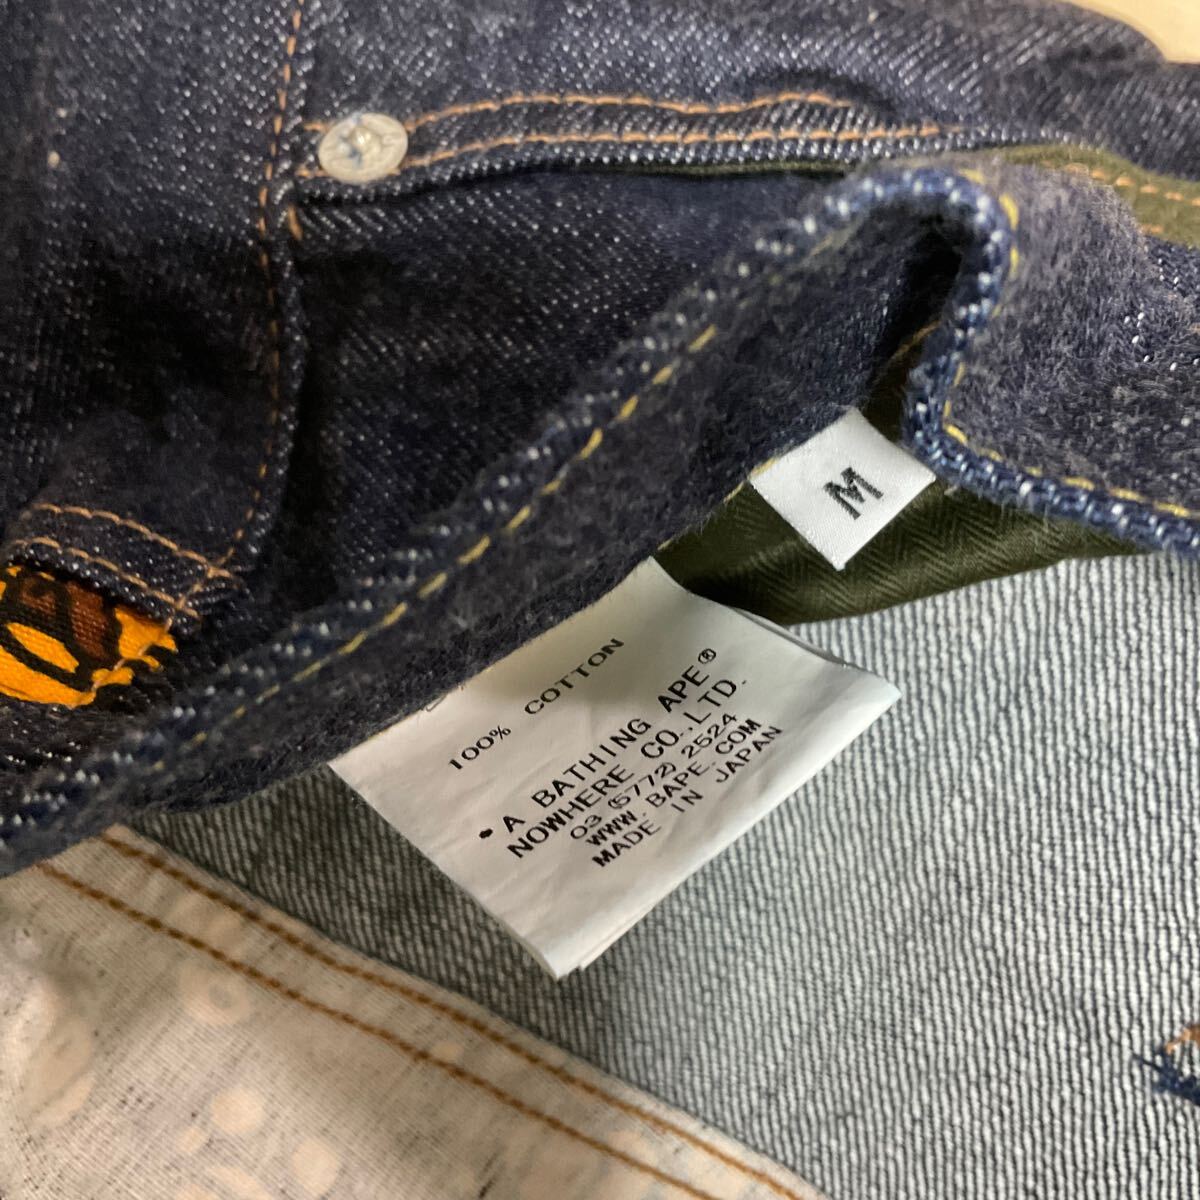 M
100% COTTON
• A BATHING APE®
NOWHERE CO.,LTD.
03 (5772) 2524
WWW.BAPE.COM
MADE IN JAPAN